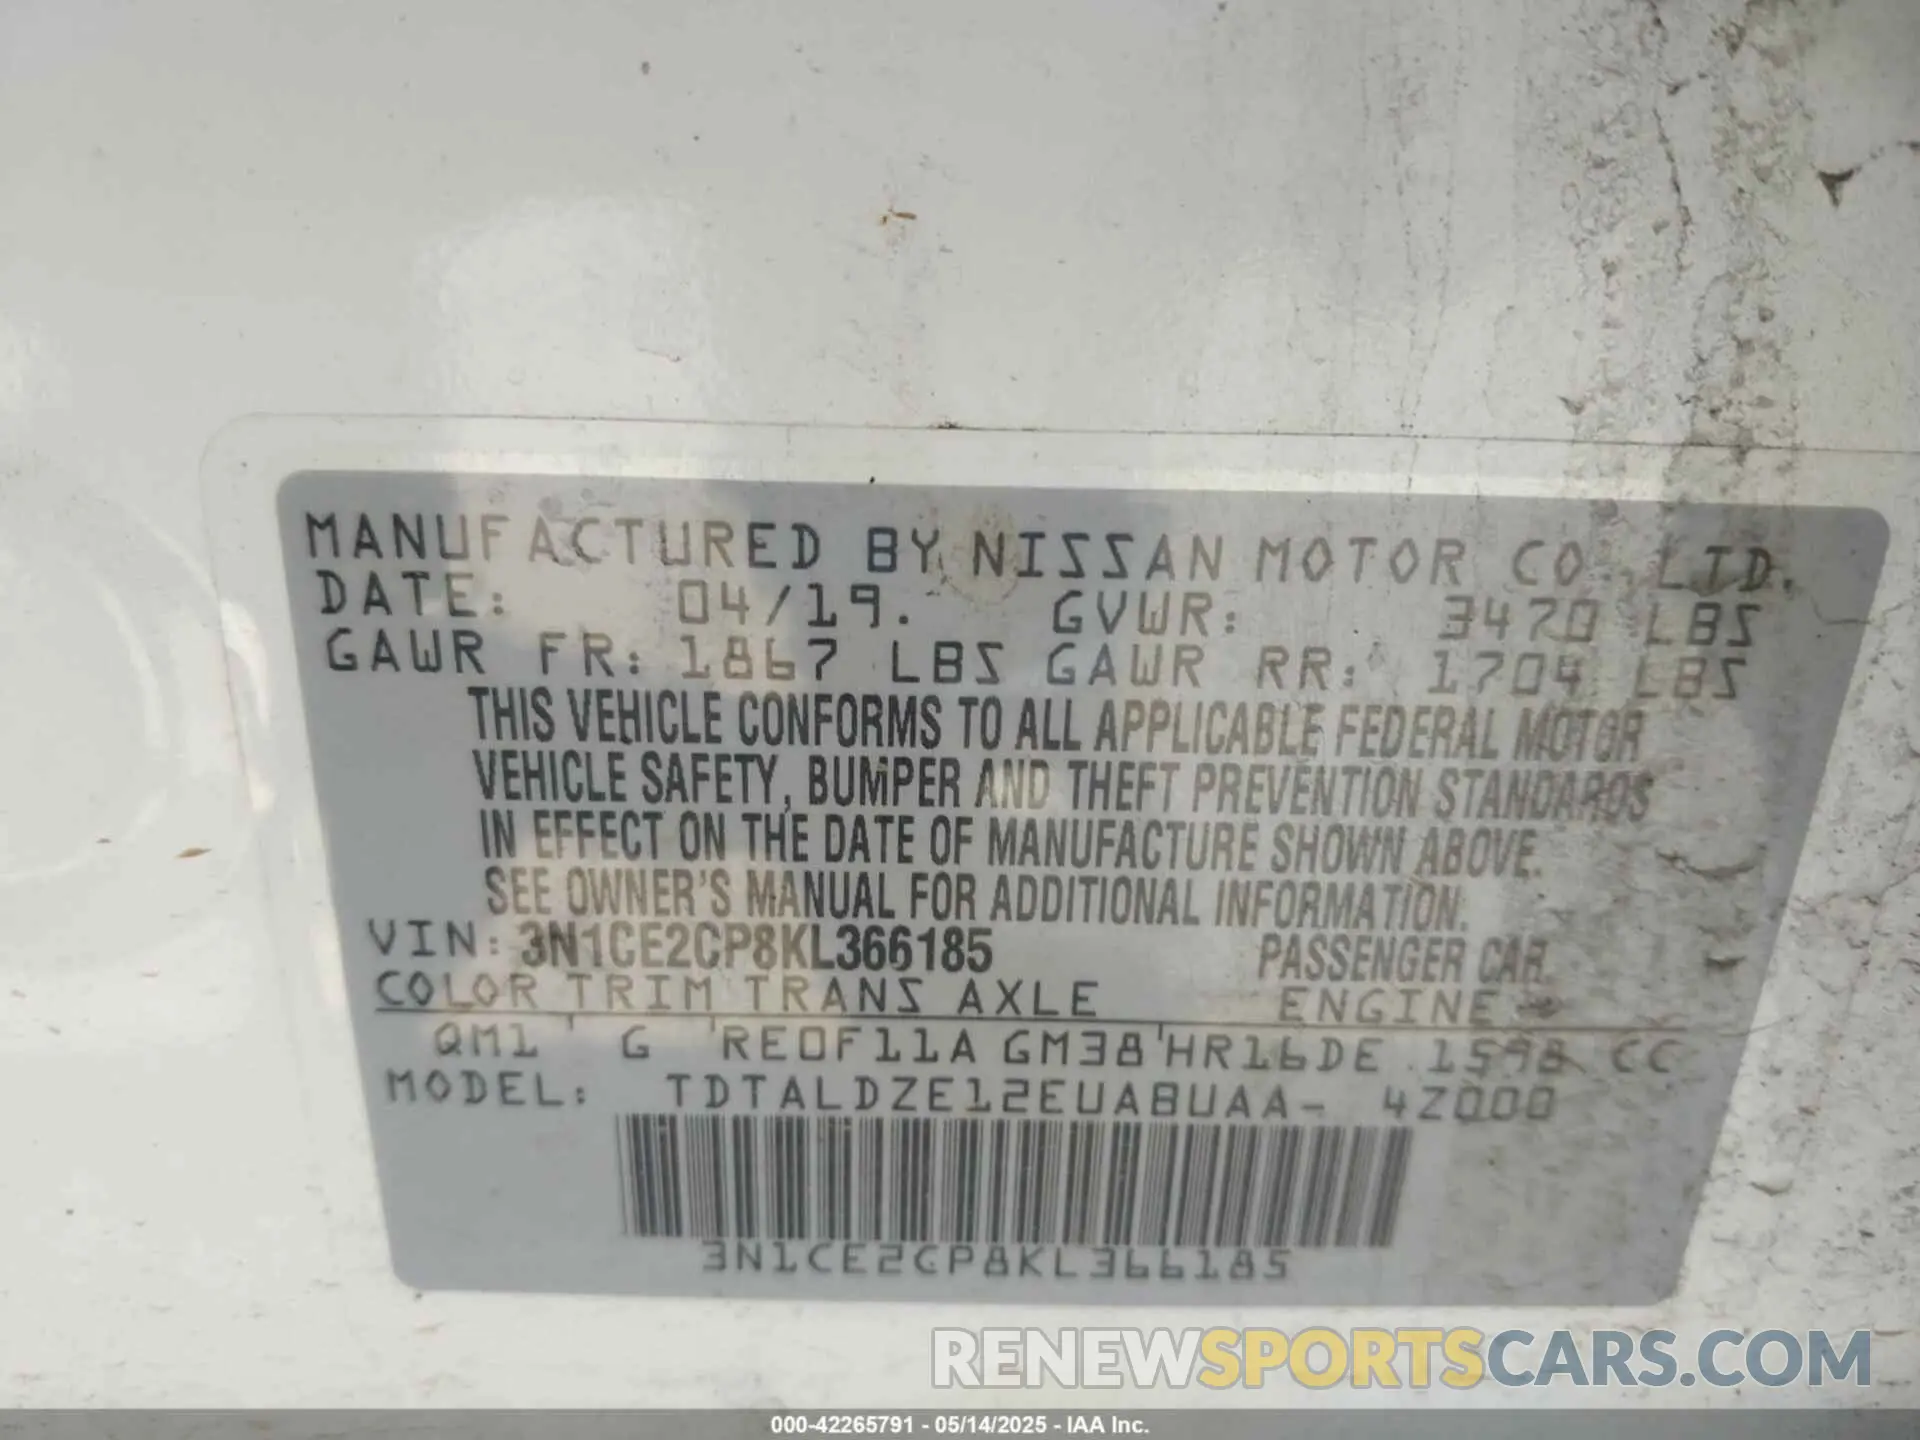 MANUFACTURED BY NISSAN MOTOR CO., LTD.
DATE: 04/19. GVWR: 3470 LBS
GAWR FR: 1867 LBS GAWR RR: 1704 LBS
THIS VEHICLE CONFORMS TO ALL APPLICABLE FEDERAL MOTOR
VEHICLE SAFETY, BUMPER AND THEFT PREVENTION STANDARDS
IN EFFECT ON THE DATE OF MANUFACTURE SHOWN ABOVE.
SEE OWNER'S MANUAL FOR ADDITIONAL INFORMATION.
VIN: 3N1CE2CP8KL366185 PASSENGER CAR
COLOR TRIM TRANS AXLE ENGINE
QM1 G RE0F11A GM38 HR16DE 1598 CC
MODEL: TDTALDZE12EUABUAA- 4Z000
3N1CE2CP8KL366185
RENEWSPORTSCARS.COM
000-42265791 - 05/14/2025 - IAA Inc.